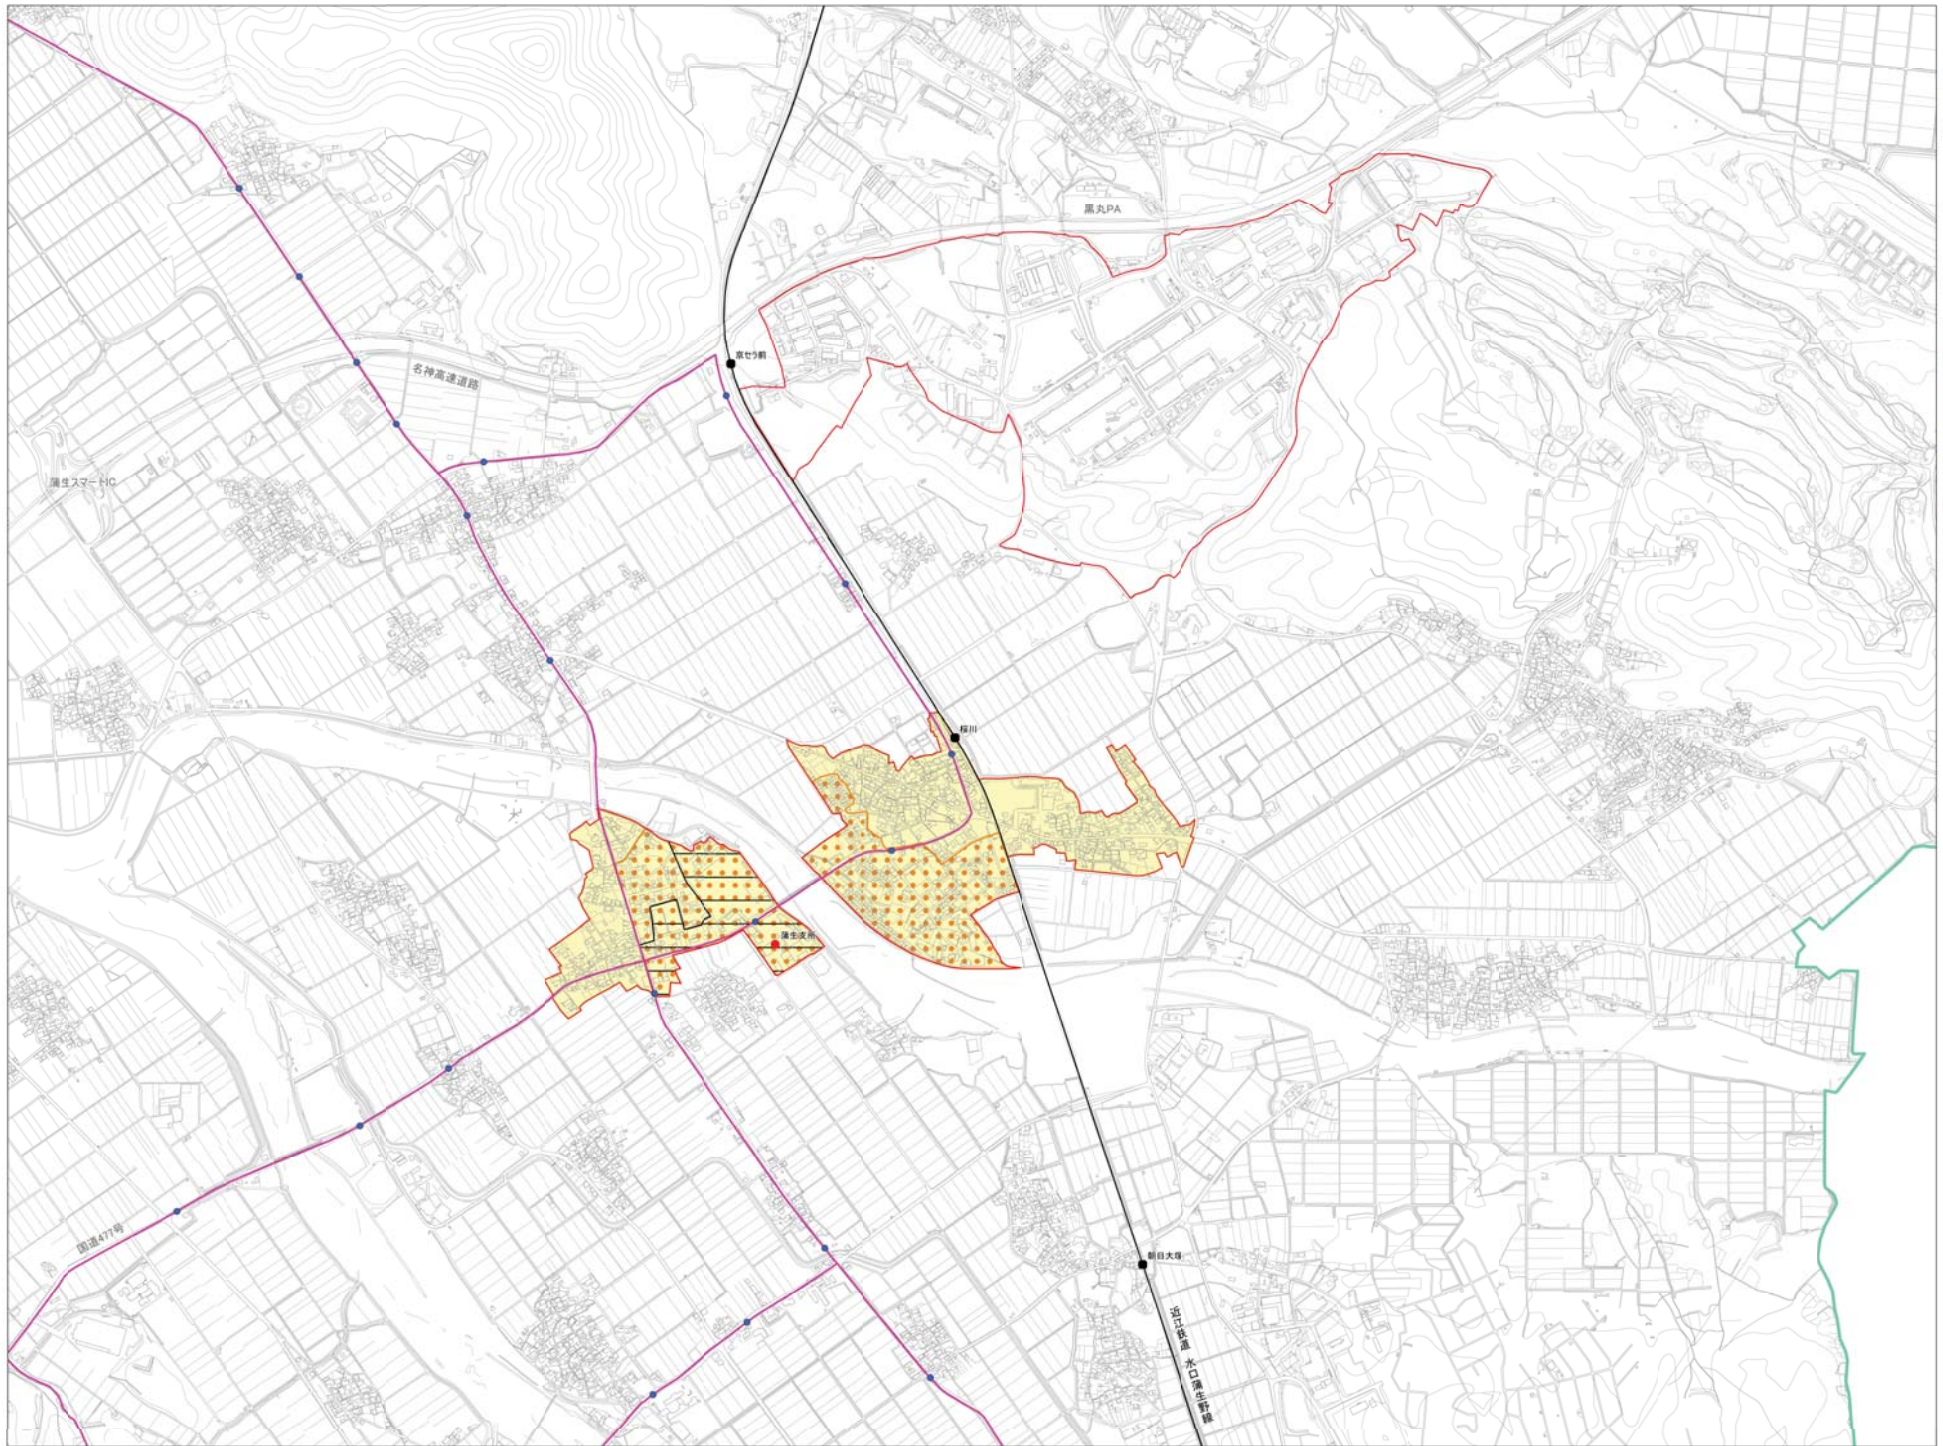 黒丸PA
京セラ前
名神高速道路
蒲生スマートIC
桜川
蒲生支所
国道477号
朝日大塚
近江鉄道 水口蒲生野線